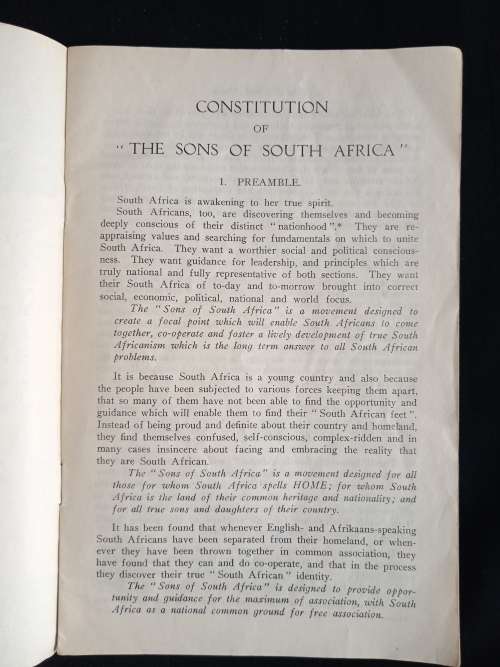 CONSTITUTION
OF
"THE SONS OF SOUTH AFRICA"
I. PREAMBLE.
South Africa is awakening to her true spirit.
South Africans, too, are discovering themselves and becoming
deeply conscious of their distinct "nationhood".* They are re-
appraising values and searching for fundamentals on which to unite
South Africa. They want a worthier social and political conscious-
ness. They want guidance for leadership, and principles which are
truly national and fully representative of both sections. They want
their South Africa of to-day and to-morrow brought into correct
social, economic, political, national and world focus.
The "Sons of South Africa" is a movement designed to
create a focal point which will enable South Africans to come
together, co-operate and foster a lively development of true South
Africanism which is the long term answer to all South African
problems.
It is because South Africa is a young country and also because
the people have been subjected to various forces keeping them apart,
that so many of them have not been able to find the opportunity and
guidance which will enable them to find their "South African feet".
Instead of being proud and definite about their country and homeland,
they find themselves confused, self-conscious, complex-ridden and in
many cases insincere about facing and embracing the reality that
they are South African.
The "Sons of South Africa" is a movement designed for all
those for whom South Africa spells HOME; for whom South
Africa is the land of their common heritage and nationality; and
for all true sons and daughters of their country.
It has been found that whenever English- and Afrikaans-speaking
South Africans have been separated from their homeland, or when-
ever they have been thrown together in common association, they
have found that they can and do co-operate, and that in the process
they discover their true "South African" identity.
The "Sons of South Africa" is designed to provide oppor-
tunity and guidance for the maximum of association, with South
Africa as a national common ground for free association.